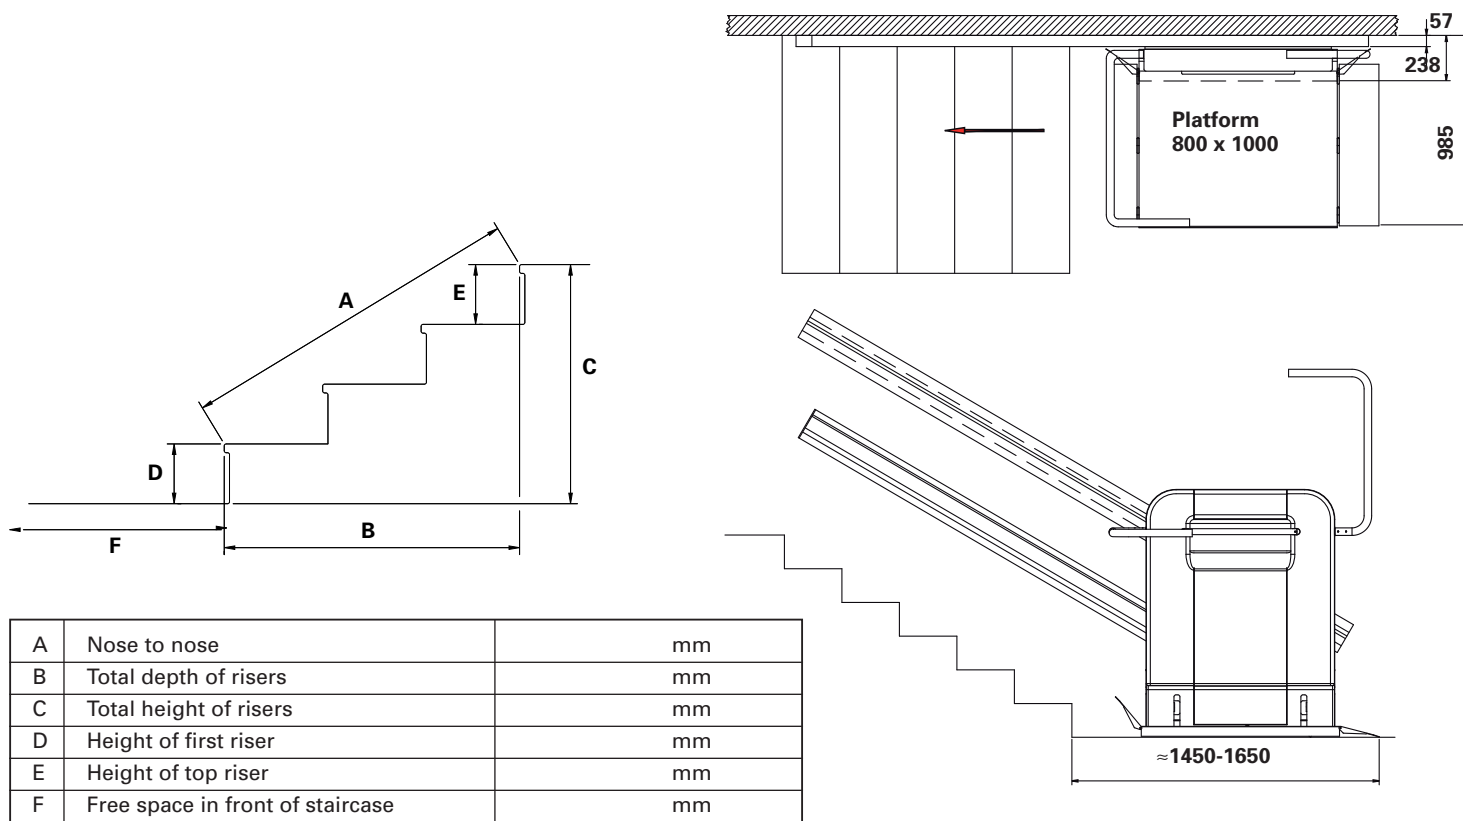 57
238
Platform
800 x 1000
985
A
E
C
D
B
F
≈1450-1650
A Nose to nose mm
B Total depth of risers mm
C Total height of risers mm
D Height of first riser mm
E Height of top riser mm
F Free space in front of staircase mm